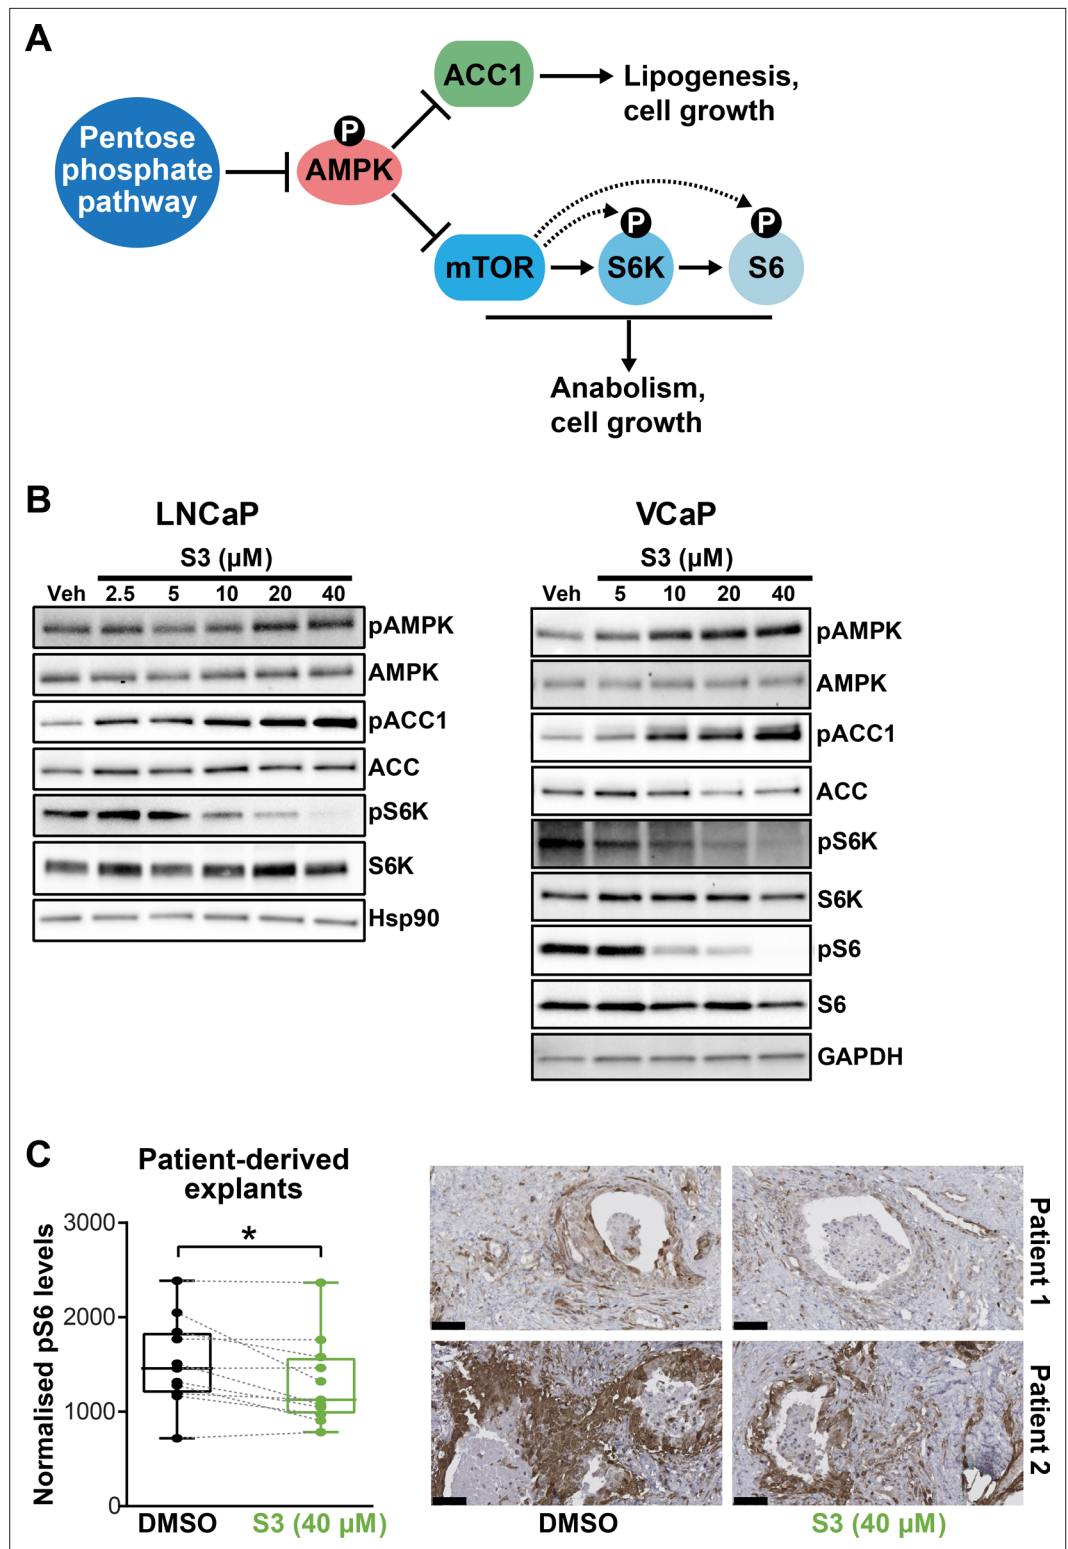 A
Pentose
phosphate
pathway
P
AMPK
ACC1
Lipogenesis,
cell growth
mTOR
P
S6K
P
S6
Anabolism,
cell growth
B
LNCaP
S3 (µM)
Veh 2.5 5 10 20 40
pAMPK
AMPK
pACC1
ACC
pS6K
S6K
Hsp90
VCaP
S3 (µM)
Veh 5 10 20 40
pAMPK
AMPK
pACC1
ACC
pS6K
S6K
pS6
S6
GAPDH
C
Patient-derived
explants
Normalised pS6 levels
3000
2000
1000
0
*
DMSO S3 (40 µM)
Patient 1
Patient 2
DMSO S3 (40 µM)